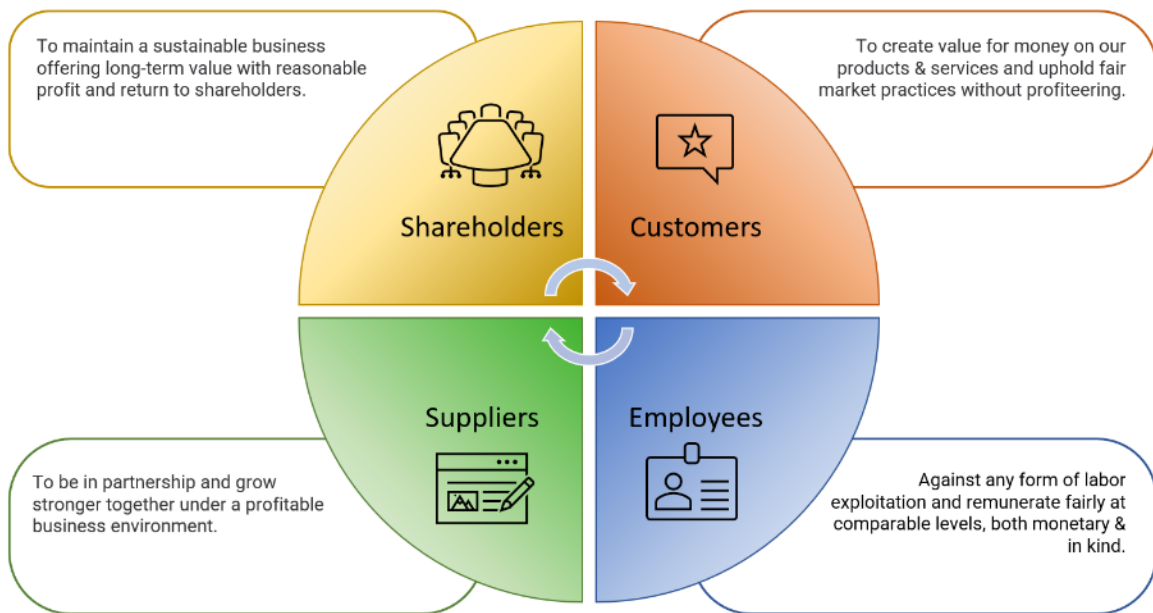 To maintain a sustainable business
offering long-term value with reasonable
profit and return to shareholders.
To create value for money on our
products & services and uphold fair
market practices without profiteering.
Shareholders
Customers
Suppliers
Employees
To be in partnership and grow
stronger together under a profitable
business environment.
Against any form of labor
exploitation and remunerate fairly at
comparable levels, both monetary &
in kind.